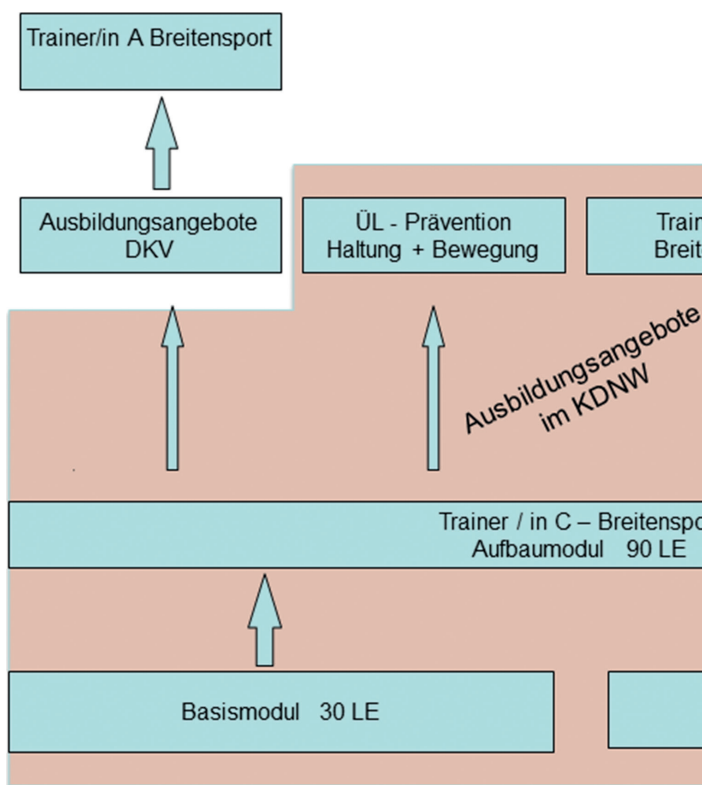 Trainer/in A Breitensport
Ausbildungsangebote
DKV
ÜL - Prävention
Haltung + Bewegung
Ausbildungsangebote
im KDNW
Trainer / in C –
Aufbaumodul 90 LE
Basismodul 30 LE